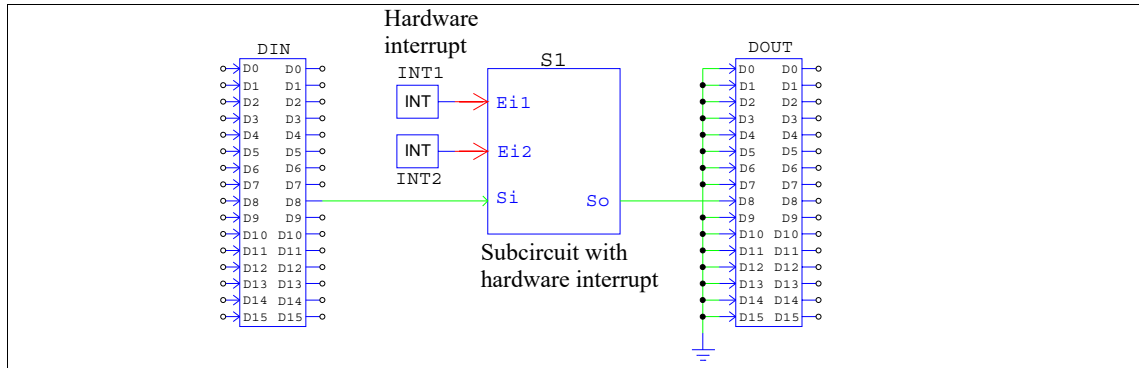 Hardware
interrupt
DIN
D0 D0
D1 D1
D2 D2
D3 D3
D4 D4
D5 D5
D6 D6
D7 D7
D8 D8
D9 D9
D10 D10
D11 D11
D12 D12
D13 D13
D14 D14
D15 D15
INT1
INT
INT
INT2
S1
Ei1
Ei2
Si So
Subcircuit with
hardware interrupt
DOUT
D0 D0
D1 D1
D2 D2
D3 D3
D4 D4
D5 D5
D6 D6
D7 D7
D8 D8
D9 D9
D10 D10
D11 D11
D12 D12
D13 D13
D14 D14
D15 D15